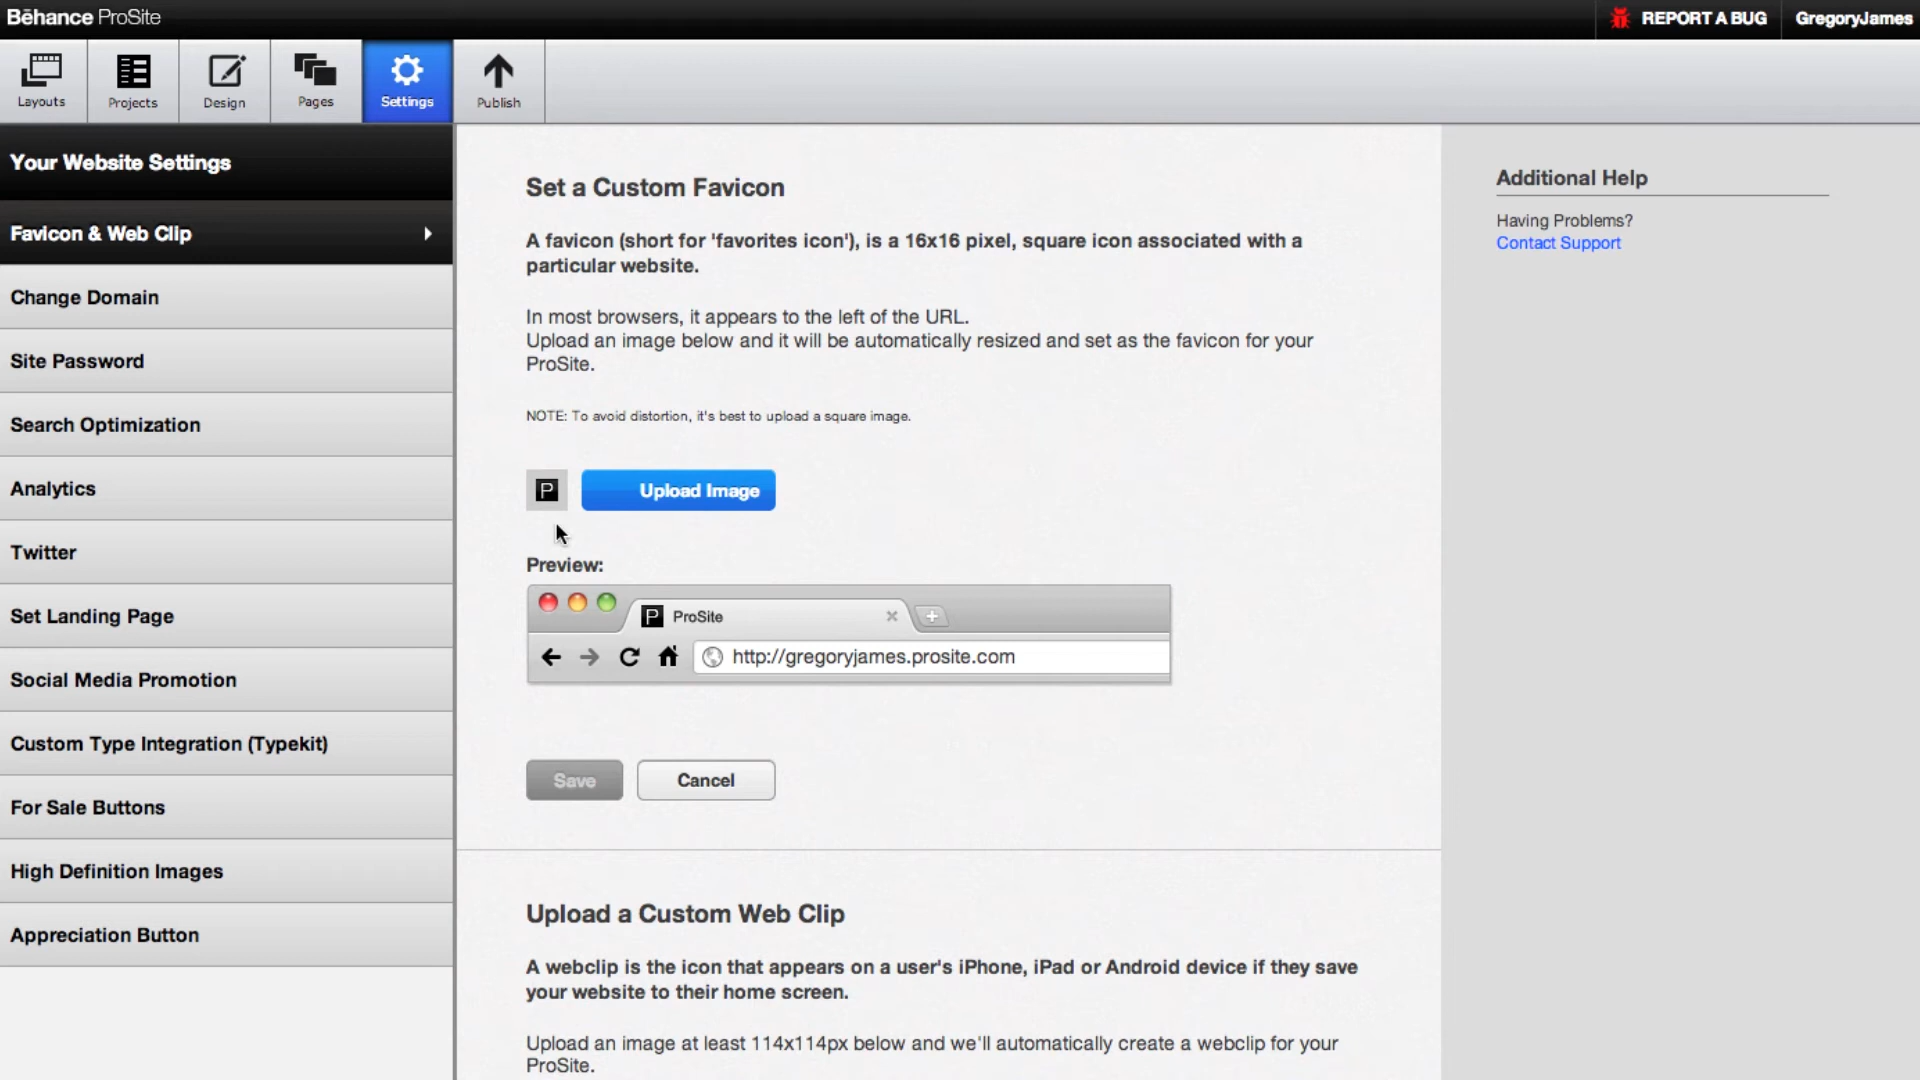 Bēhance ProSite
REPORT A BUG
GregoryJames
Layouts
Projects
Design
Pages
Settings
Publish
Your Website Settings
Favicon & Web Clip
Change Domain
Site Password
Search Optimization
Analytics
Twitter
Set Landing Page
Social Media Promotion
Custom Type Integration (Typekit)
For Sale Buttons
High Definition Images
Appreciation Button
Set a Custom Favicon
A favicon (short for 'favorites icon'), is a 16x16 pixel, square icon associated with a
particular website.
In most browsers, it appears to the left of the URL.
Upload an image below and it will be automatically resized and set as the favicon for your
ProSite.
NOTE: To avoid distortion, it's best to upload a square image.
P
Upload Image
Preview:
P ProSite
http://gregoryjames.prosite.com
Save
Cancel
Upload a Custom Web Clip
A webclip is the icon that appears on a user's iPhone, iPad or Android device if they save
your website to their home screen.
Upload an image at least 114x114px below and we'll automatically create a webclip for your
ProSite.
Additional Help
Having Problems?
Contact Support